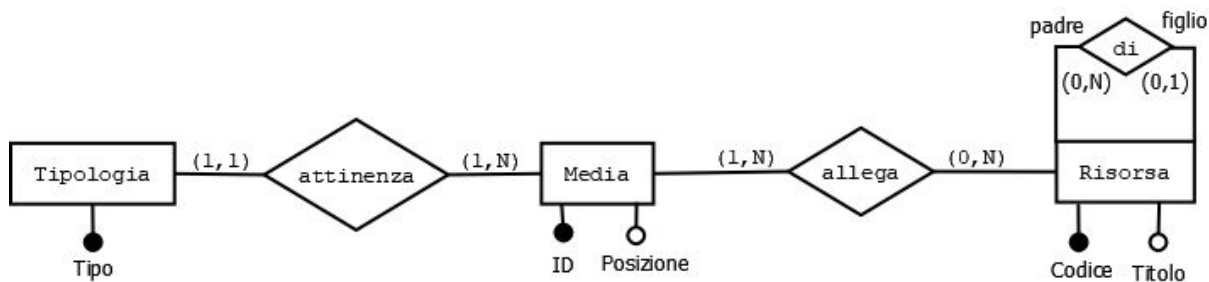 padre
figlio
di
(0,N)
(0,1)
Tipologia
(1,1)
attinenza
(1,N)
Media
(1,N)
allega
(0,N)
Risorsa
Tipo
ID
Posizione
Codice
Titolo